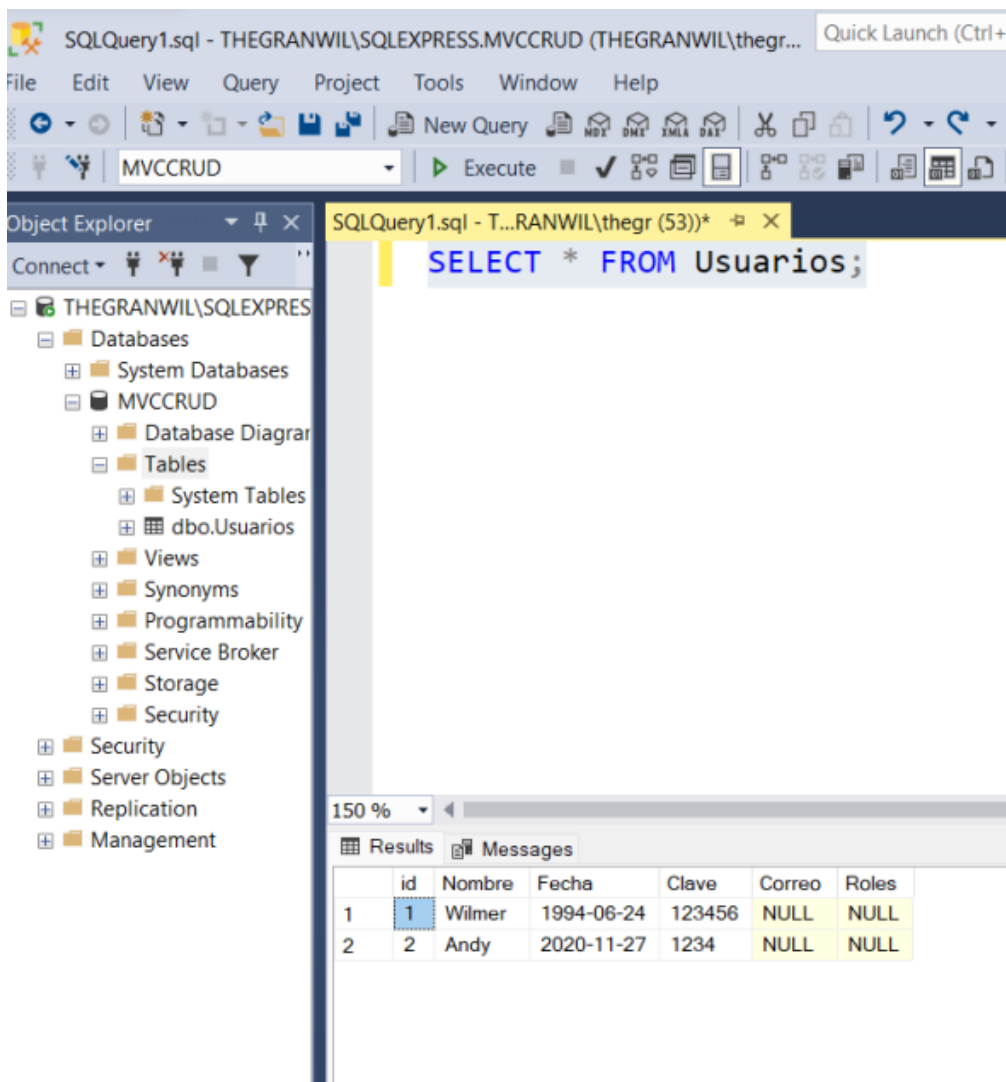 SQLQuery1.sql - THEGRANWIL\SQLEXPRESS.MVCCRUD (THEGRANWIL\thegr...
Quick Launch (Ctrl+
File Edit View Query Project Tools Window Help
New Query MDX DMX XMLA DAX
MVCCRUD Execute
Object Explorer
SQLQuery1.sql - T...RANWIL\thegr (53))*
Connect
SELECT * FROM Usuarios;
THEGRANWIL\SQLEXPRES
Databases
System Databases
MVCCRUD
Database Diagrar
Tables
System Tables
dbo.Usuarios
Views
Synonyms
Programmability
Service Broker
Storage
Security
Security
Server Objects
Replication
Management
150 %
Results Messages
id Nombre Fecha Clave Correo Roles
1 1 Wilmer 1994-06-24 123456 NULL NULL
2 2 Andy 2020-11-27 1234 NULL NULL